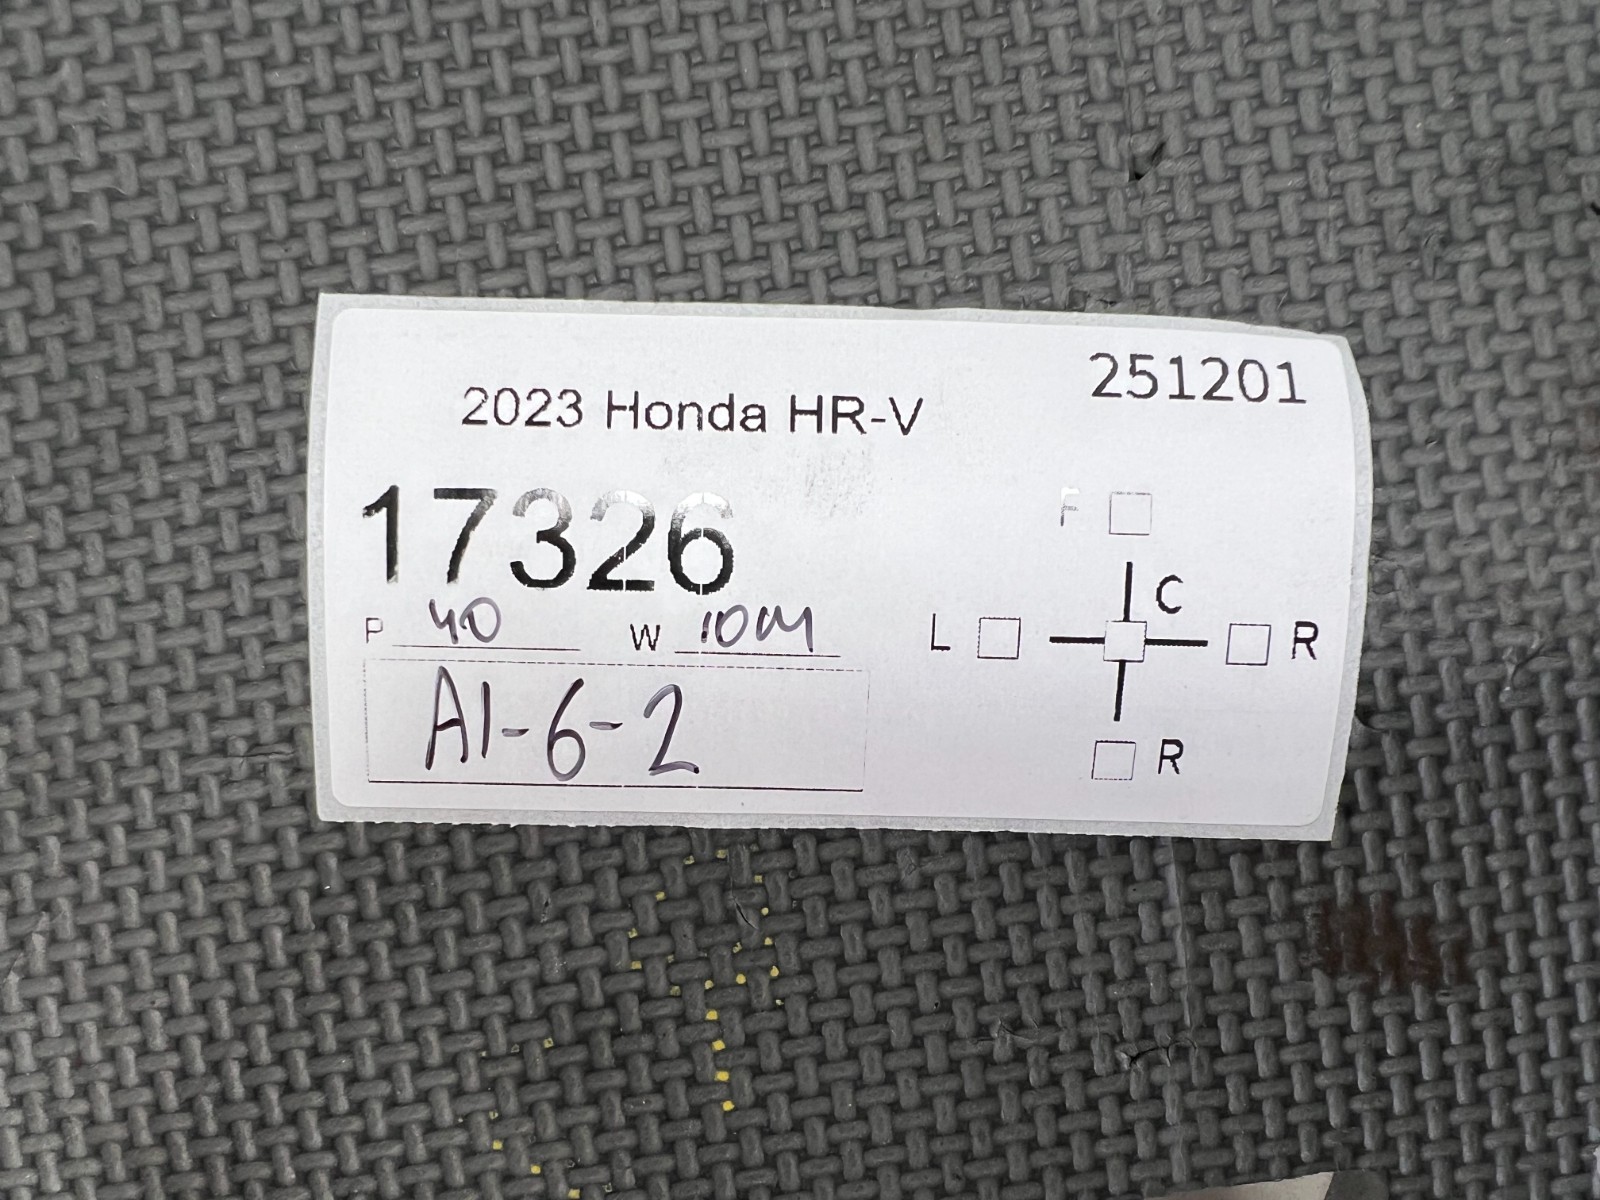 251201
2023 Honda HR-V
17326
P 40 W 10M
A1-6-2
F
C
L R
R